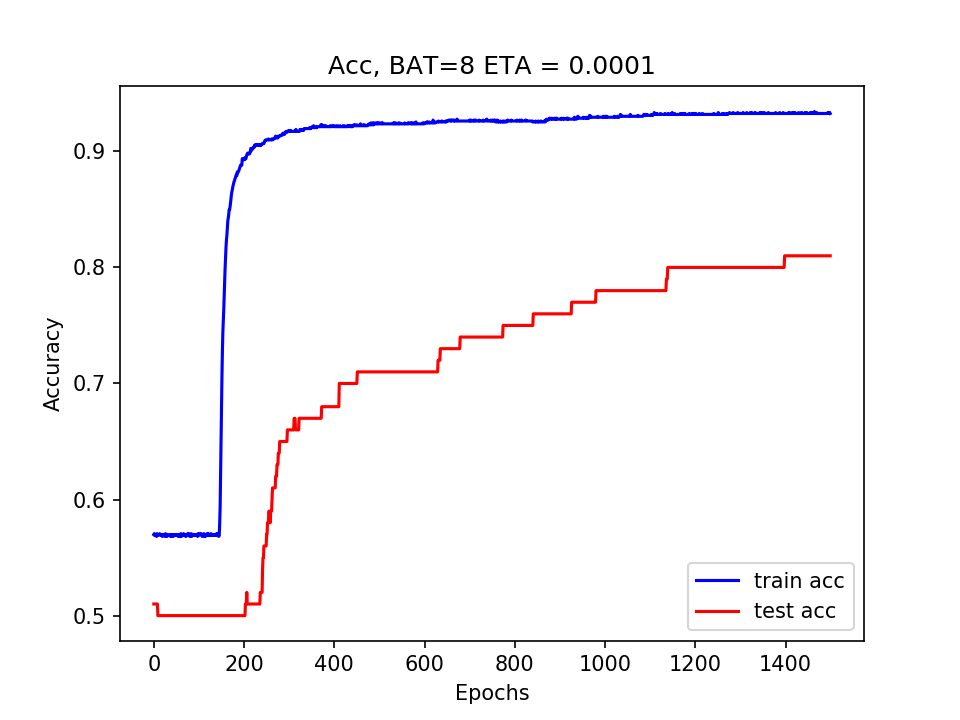 Acc, BAT=8 ETA = 0.0001
Accuracy
0.9
0.8
0.7
0.6
0.5
train acc
test acc
0 200 400 600 800 1000 1200 1400
Epochs